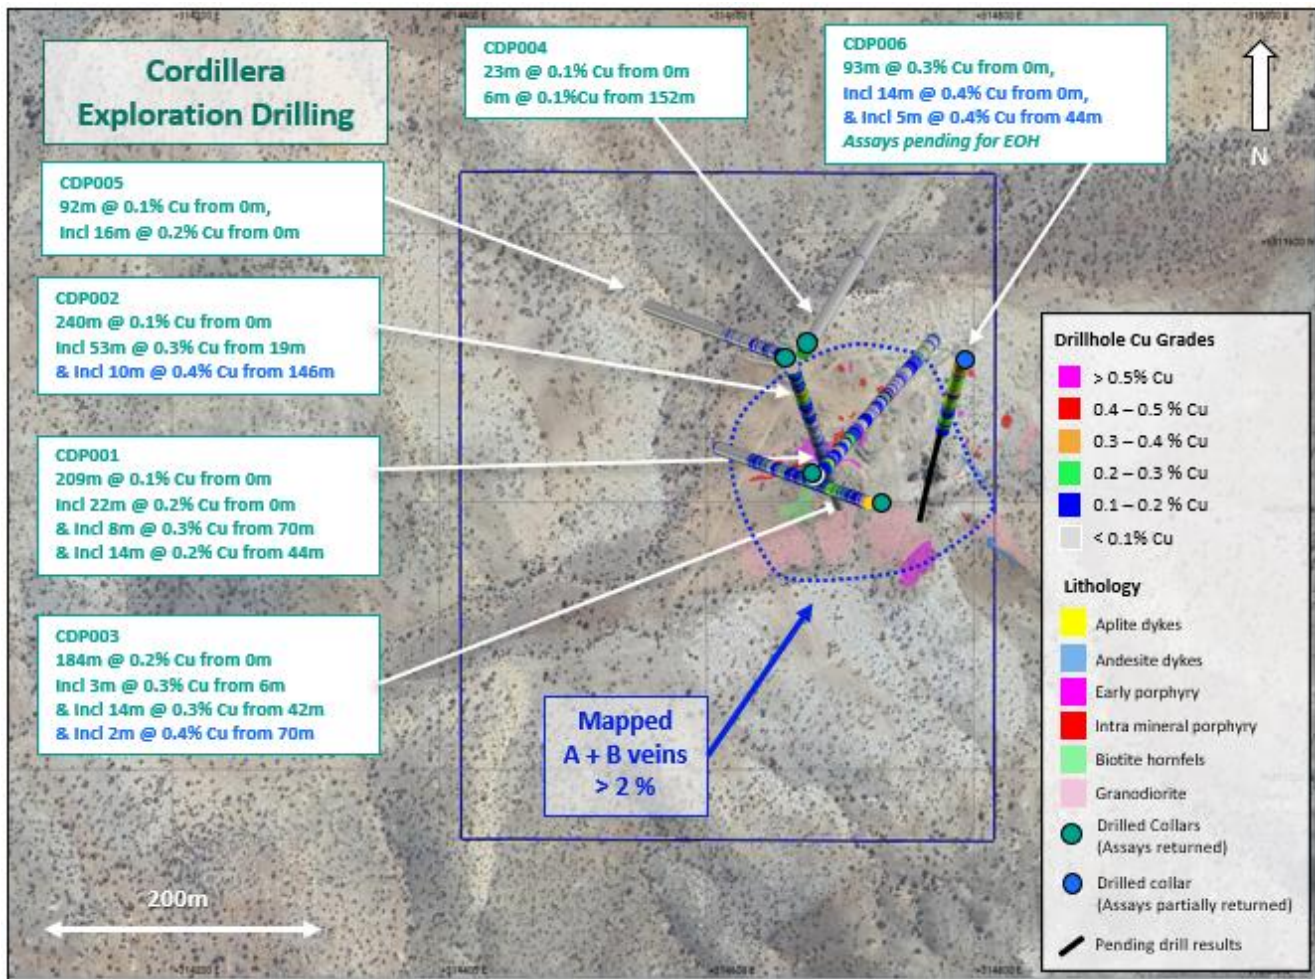 +314200 E
+314400 E
+314800 E
Cordillera
Exploration Drilling
CDP004
23m @ 0.1% Cu from 0m
6m @ 0.1%Cu from 152m
CDP006
93m @ 0.3% Cu from 0m,
Incl 14m @ 0.4% Cu from 0m,
& Incl 5m @ 0.4% Cu from 44m
Assays pending for EOH
N
CDP005
92m @ 0.1% Cu from 0m,
Incl 16m @ 0.2% Cu from 0m
CDP002
240m @ 0.1% Cu from 0m
Incl 53m @ 0.3% Cu from 19m
& Incl 10m @ 0.4% Cu from 146m
CDP001
209m @ 0.1% Cu from 0m
Incl 22m @ 0.2% Cu from 0m
& Incl 8m @ 0.3% Cu from 70m
& Incl 14m @ 0.2% Cu from 44m
CDP003
184m @ 0.2% Cu from 0m
Incl 3m @ 0.3% Cu from 6m
& Incl 14m @ 0.3% Cu from 42m
& Incl 2m @ 0.4% Cu from 70m
Mapped
A + B veins
> 2 %
200m
Drillhole Cu Grades
> 0.5% Cu
0.4 – 0.5 % Cu
0.3 – 0.4 % Cu
0.2 – 0.3 % Cu
0.1 – 0.2 % Cu
< 0.1% Cu
Lithology
Aplite dykes
Andesite dykes
Early porphyry
Intra mineral porphyry
Biotite hornfels
Granodiorite
Drilled Collars
(Assays returned)
Drilled collar
(Assays partially returned)
Pending drill results